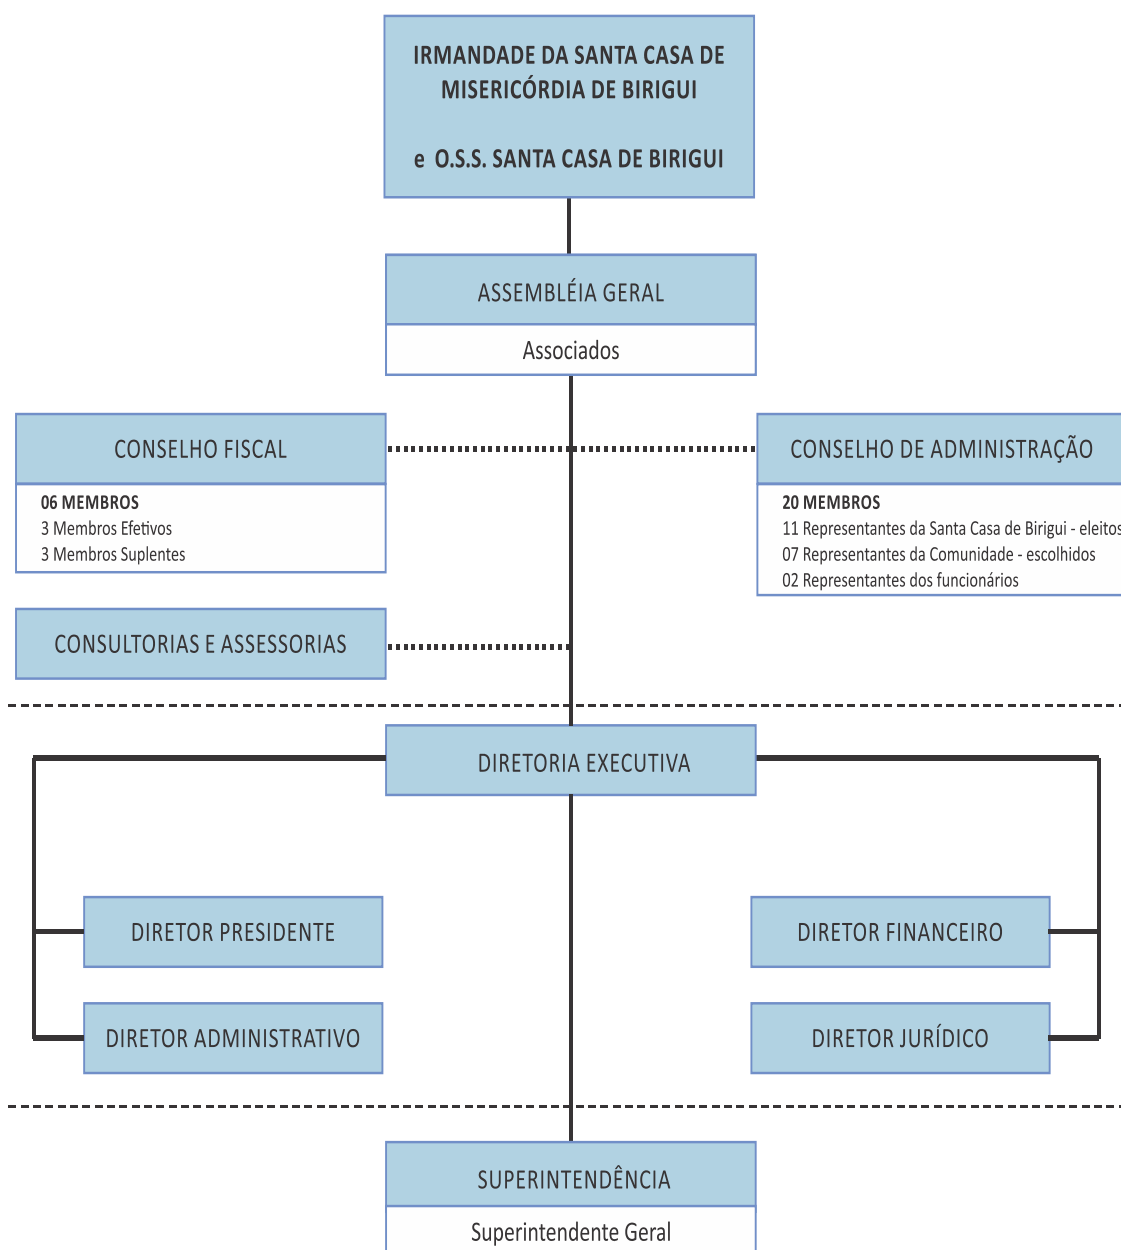 IRMANDADE DA SANTA CASA DE
MISERICÓRDIA DE BIRIGUI
e O.S.S. SANTA CASA DE BIRIGUI
ASSEMBLÉIA GERAL
Associados
CONSELHO FISCAL
06 MEMBROS
3 Membros Efetivos
3 Membros Suplentes
CONSELHO DE ADMINISTRAÇÃO
20 MEMBROS
11 Representantes da Santa Casa de Birigui - eleitos
07 Representantes da Comunidade - escolhidos
02 Representantes dos funcionários
CONSULTORIAS E ASSESSORIAS
DIRETORIA EXECUTIVA
DIRETOR PRESIDENTE
DIRETOR FINANCEIRO
DIRETOR ADMINISTRATIVO
DIRETOR JURÍDICO
SUPERINTENDÊNCIA
Superintendente Geral